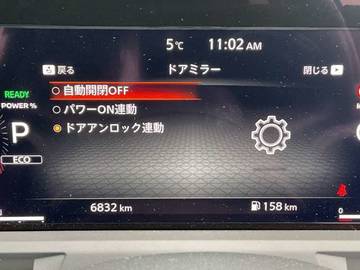 5℃ 11:02 AM
戻る ドアミラー 閉じる
READY
POWER %
自動開閉OFF
パワーON連動
ドアアンロック連動
P
ECO
6832 km 158 km
0